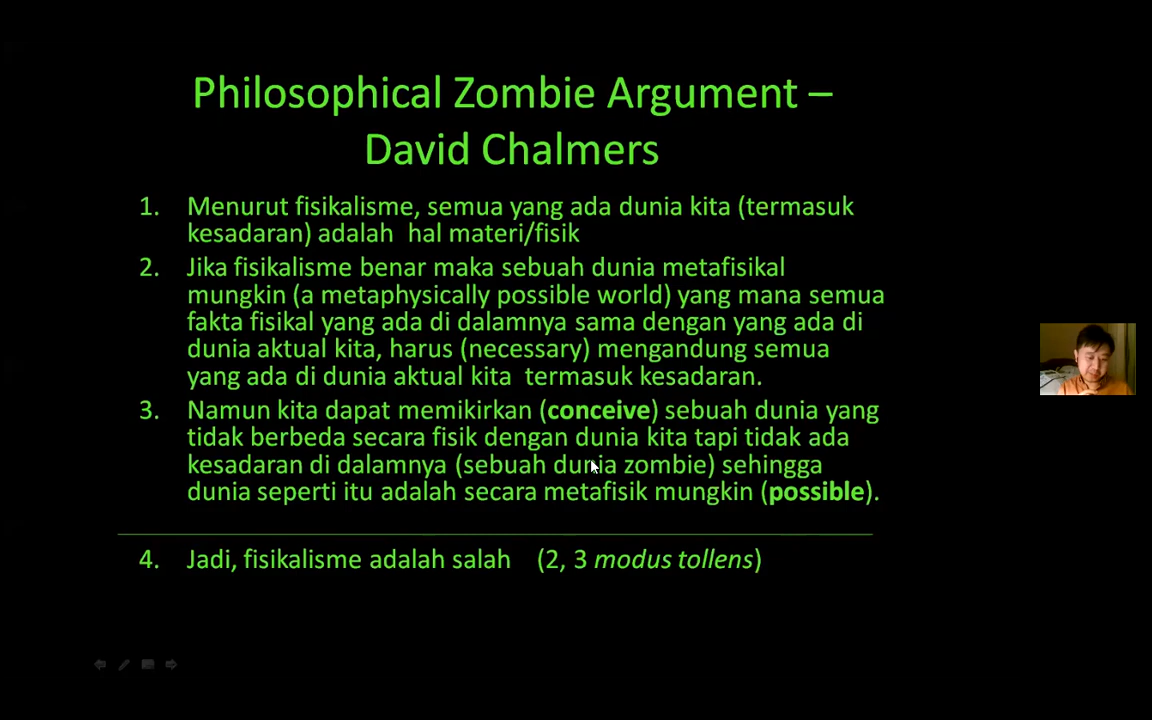 Philosophical Zombie Argument –
David Chalmers
1. Menurut fisikalisme, semua yang ada dunia kita (termasuk
kesadaran) adalah hal materi/fisik
2. Jika fisikalisme benar maka sebuah dunia metafisikal
mungkin (a metaphysically possible world) yang mana semua
fakta fisikal yang ada di dalamnya sama dengan yang ada di
dunia aktual kita, harus (necessary) mengandung semua
yang ada di dunia aktual kita termasuk kesadaran.
3. Namun kita dapat memikirkan (conceive) sebuah dunia yang
tidak berbeda secara fisik dengan dunia kita tapi tidak ada
kesadaran di dalamnya (sebuah dunia zombie) sehingga
dunia seperti itu adalah secara metafisik mungkin (possible).
4. Jadi, fisikalisme adalah salah (2, 3 modus tollens)